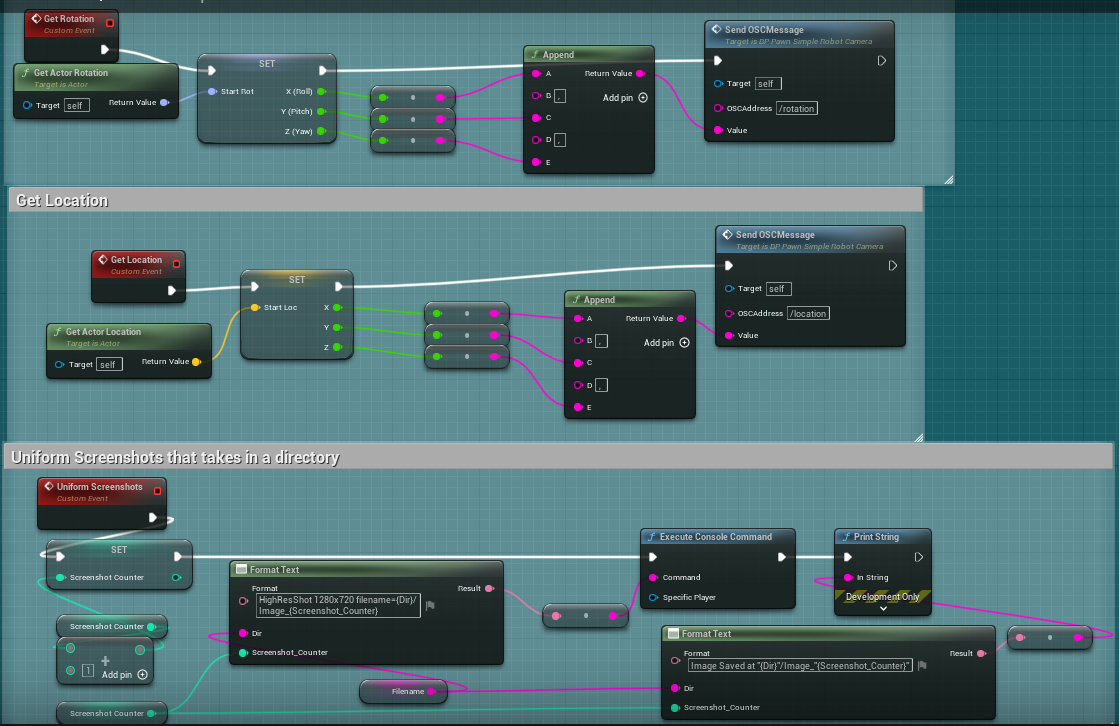 Get Rotation
Custom Event
Get Actor Rotation
Target is Actor
Target self Return Value
SET
Start Rot X (Roll)
Y (Pitch)
Z (Yaw)
Append
A Return Value
B , Add pin
C
D ,
E
Send OSCMessage
Target is BP Pawn Simple Robot Camera
Target self
OSCAddress /rotation
Value
Get Location
Get Location
Custom Event
Get Actor Location
Target is Actor
Target self Return Value
SET
Start Loc X
Y
Z
Append
A Return Value
B , Add pin
C
D ,
E
Send OSCMessage
Target is BP Pawn Simple Robot Camera
Target self
OSCAddress /location
Value
Uniform Screenshots that takes in a directory
Uniform Screenshots
Custom Event
SET
Screenshot Counter
Screenshot Counter
1 Add pin
Screenshot Counter
Format Text
Format Result
HighResShot 1280x720 filename={Dir}/
Image_{Screenshot_Counter}
Dir
Screenshot_Counter
Filename
Execute Console Command
Command
Specific Player
Print String
In String
Development Only
Format Text
Format Result
Image Saved at "{Dir}"/Image_"{Screenshot_Counter}"
Dir
Screenshot_Counter